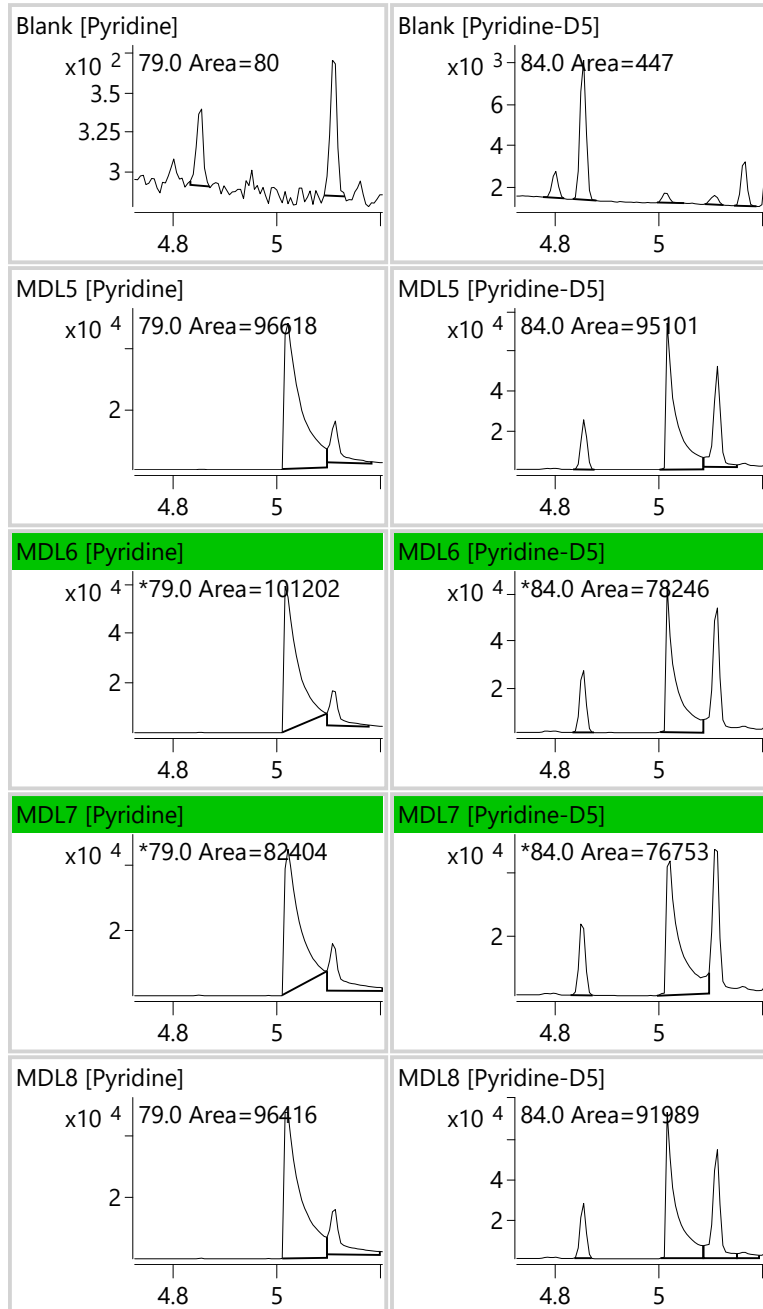 Blank [Pyridine]
x10 2
79.0 Area=80
3.5
3.25
3
4.8 5
Blank [Pyridine-D5]
x10 3
84.0 Area=447
6
4
2
4.8 5
MDL5 [Pyridine]
x10 4
79.0 Area=96618
2
4.8 5
MDL5 [Pyridine-D5]
x10 4
84.0 Area=95101
4
2
4.8 5
MDL6 [Pyridine]
x10 4
*79.0 Area=101202
4
2
4.8 5
MDL6 [Pyridine-D5]
x10 4
*84.0 Area=78246
4
2
4.8 5
MDL7 [Pyridine]
x10 4
*79.0 Area=82404
2
4.8 5
MDL7 [Pyridine-D5]
x10 4
*84.0 Area=76753
2
4.8 5
MDL8 [Pyridine]
x10 4
79.0 Area=96416
2
4.8 5
MDL8 [Pyridine-D5]
x10 4
84.0 Area=91989
4
2
4.8 5